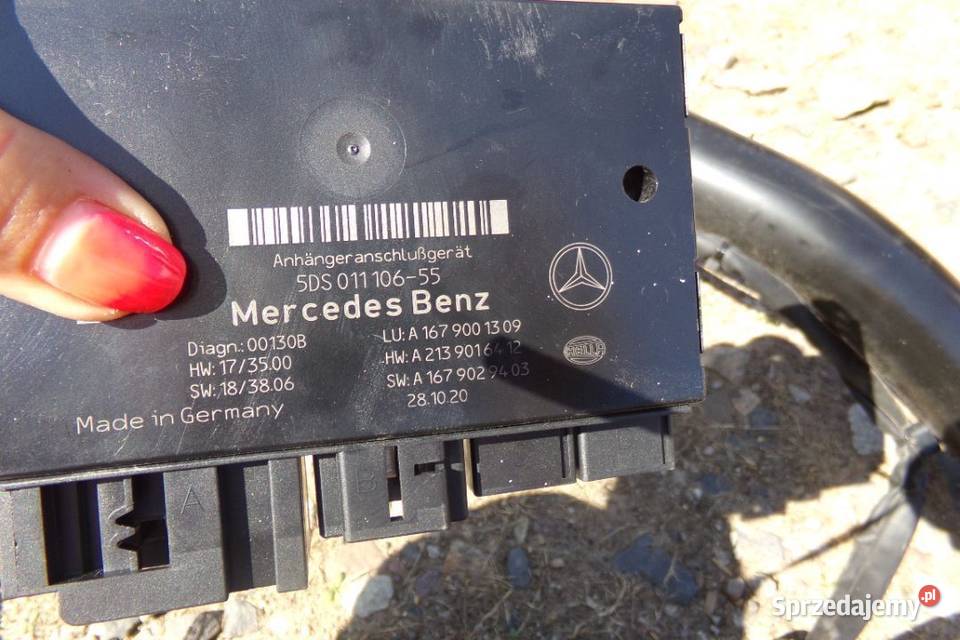 Anhängeranschlußgerät
5DS 011 106-55
Mercedes Benz
Diagn.: 00130B
HW: 17/35.00
SW: 18/38.06
Made in Germany
LU: A 167 900 13 09
HW: A 213 901 64 12
SW: A 167 902 94 03
28.10.20
HELLA
A
B
Sprzedajemy.pl